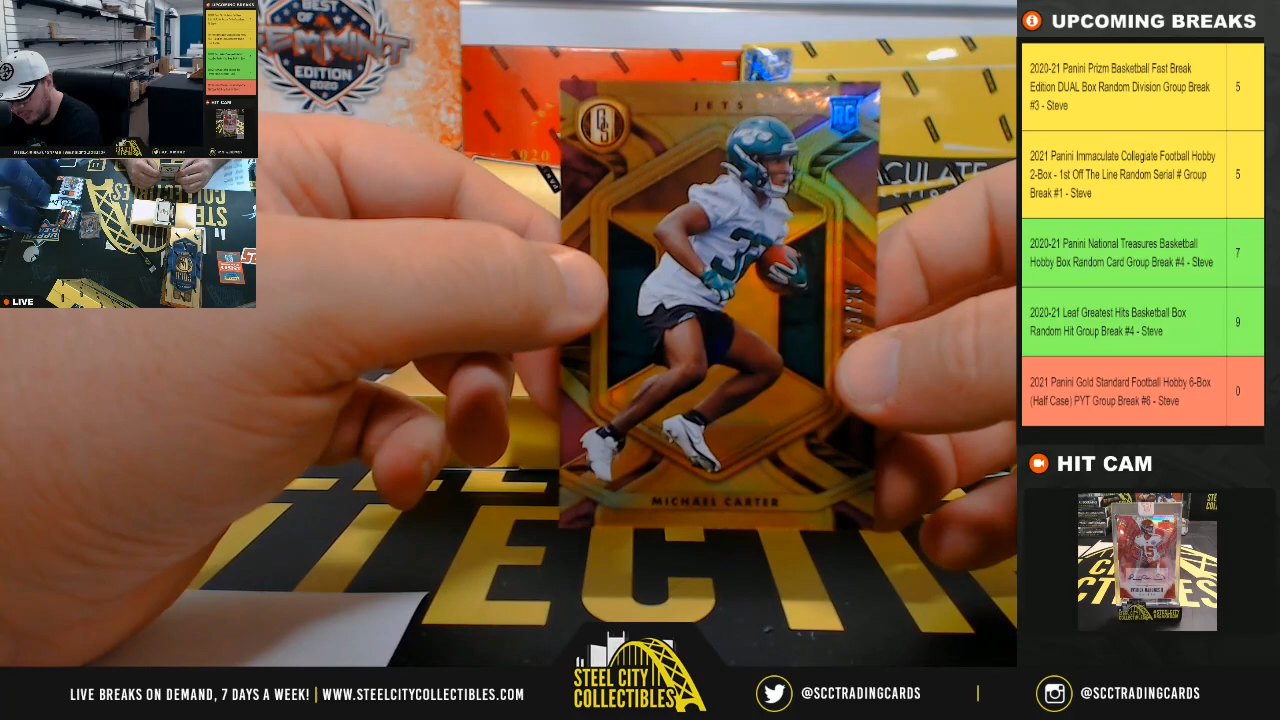 UPCOMING BREAKS
2020-21 Panini Prizm Basketball Fast Break
Edition DUAL Box Random Division Group Break
#3 - Steve
5
2021 Panini Immaculate Collegiate Football Hobby
2-Box - 1st Off The Line Random Serial # Group
Break #1 - Steve
5
2020-21 Panini National Treasures Basketball
Hobby Box Random Card Group Break #4 - Steve
7
2020-21 Leaf Greatest Hits Basketball Box
Random Hit Group Break #4 - Steve
9
2021 Panini Gold Standard Football Hobby 6-Box
(Half Case) PYT Group Break #6 - Steve
0
HIT CAM
LIVE
BEST
OF
EDITION
2020
JETS
RC
GS
MICHAEL CARTER
LECTI
STEEL CITY
COLLECTIBLES
LIVE BREAKS ON DEMAND, 7 DAYS A WEEK! | WWW.STEELCITYCOLLECTIBLES.COM
@SCCTRADINGCARDS
@SCCTRADINGCARDS